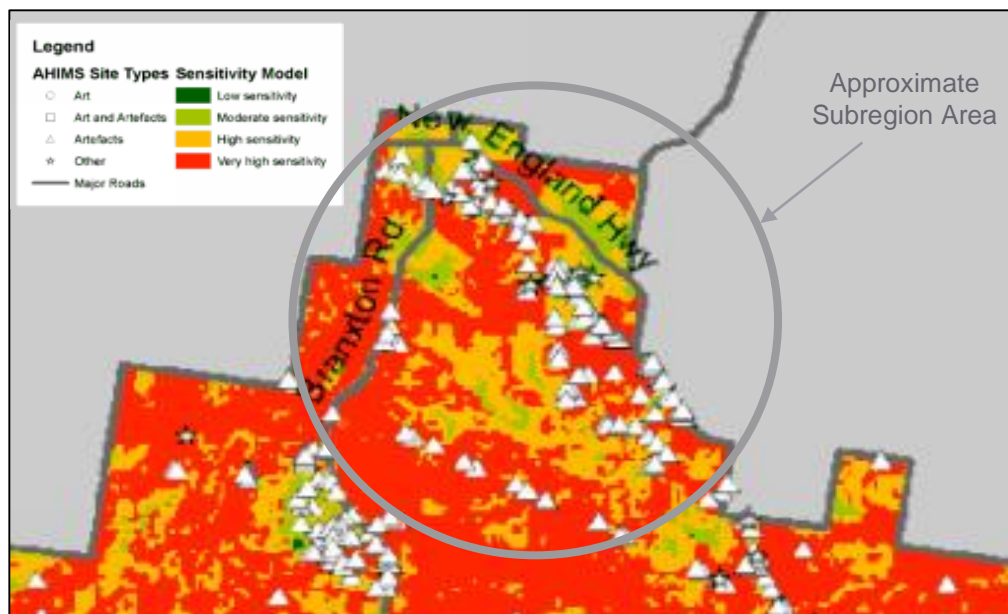 Legend
AHIMS Site Types Sensitivity Model
Art
Low sensitivity
Art and Artefacts
Moderate sensitivity
Artefacts
High sensitivity
Other
Very high sensitivity
Major Roads
Approximate
Subregion Area
New England Hwy
Branxton Rd